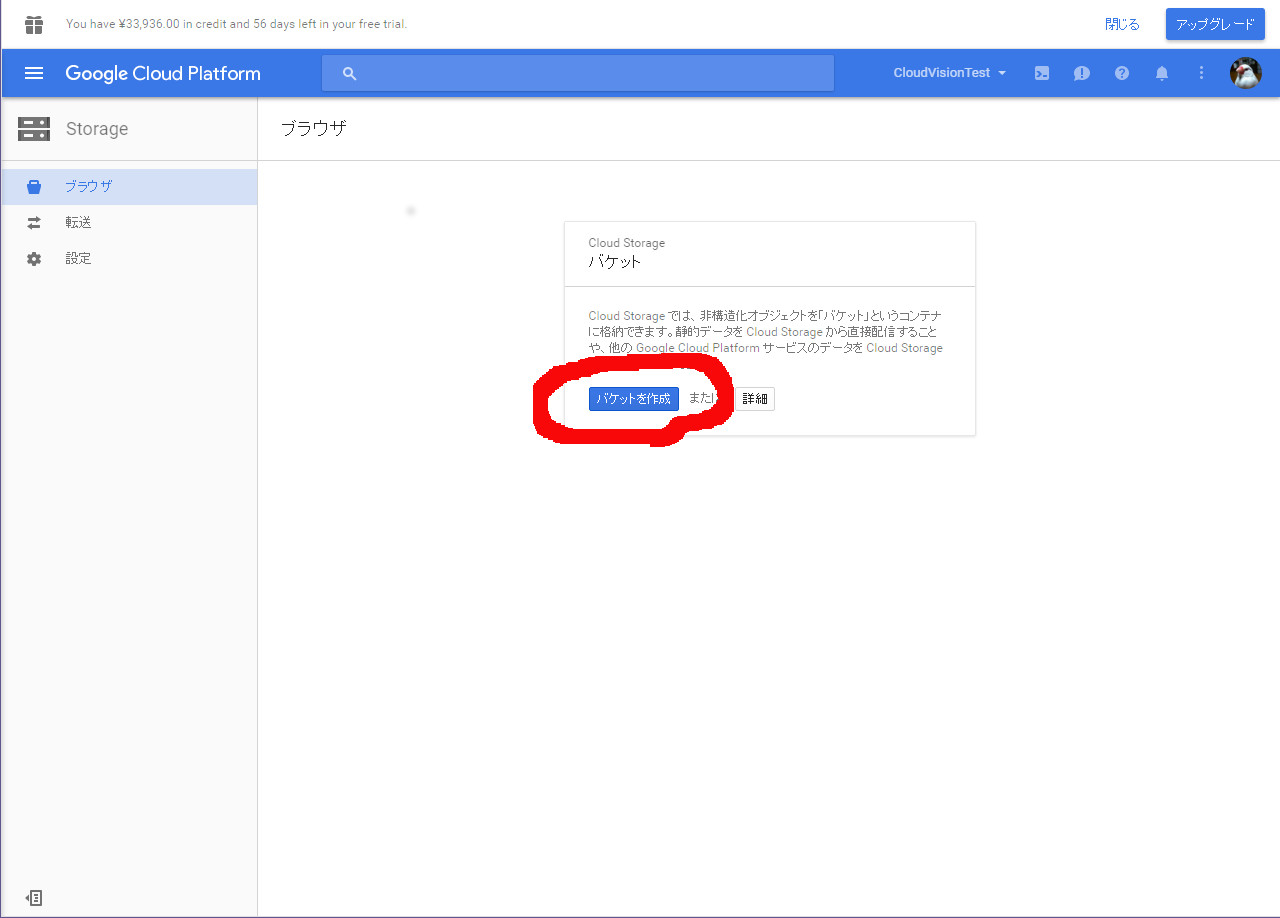 You have ¥33,936.00 in credit and 56 days left in your free trial.
閉じる
アップグレード
Google Cloud Platform
CloudVisionTest
Storage
ブラウザ
ブラウザ
転送
設定
Cloud Storage
バケット
Cloud Storage では、非構造化オブジェクトを「バケット」というコンテナ
に格納できます。静的データを Cloud Storage から直接配信すること
や、他の Google Cloud Platform サービスのデータを Cloud Storage
バケットを作成
また
詳細